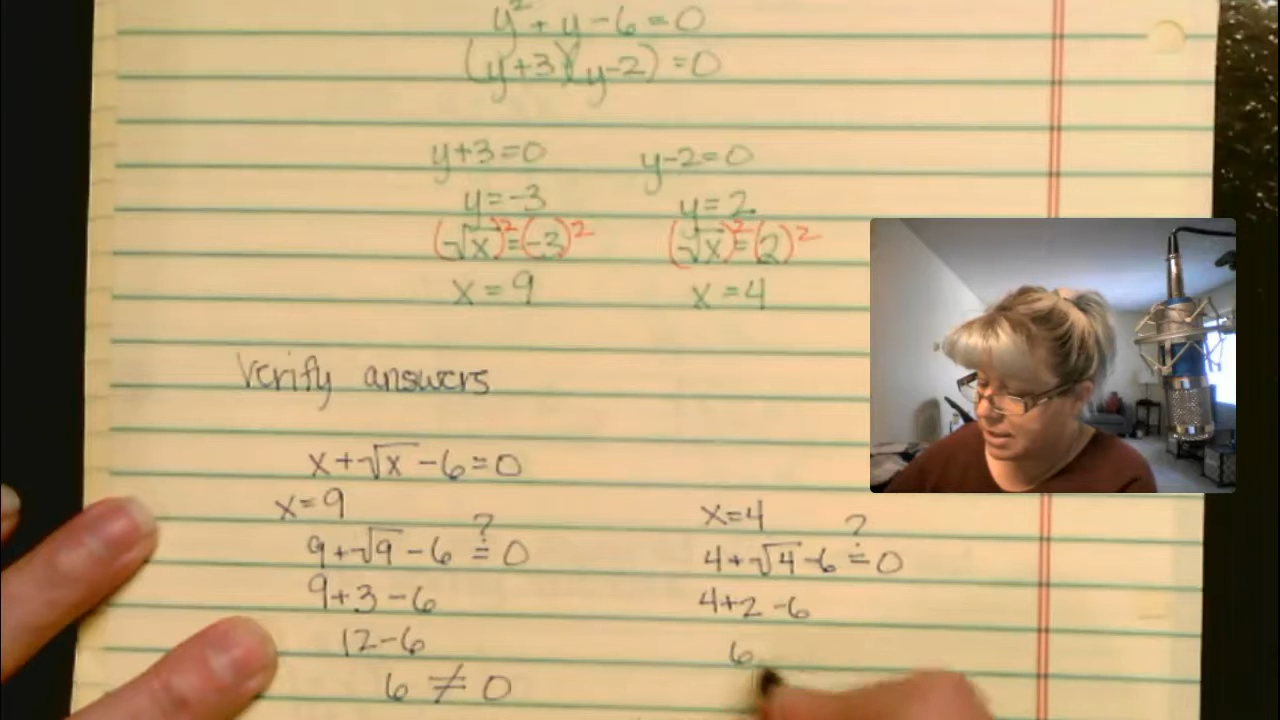 y² + y - 6 = 0
(y+3)(y-2) = 0
y+3=0 y-2=0
y=-3 y=2
(√x)²=(-3)² (√x)²=(2)²
x=9 x=4
Verify answers
x+√x-6=0
x=9 x=4
9+√9-6 ≟ 0 4+√4-6 ≟ 0
9+3-6 4+2-6
12-6 6
6 ≠ 0